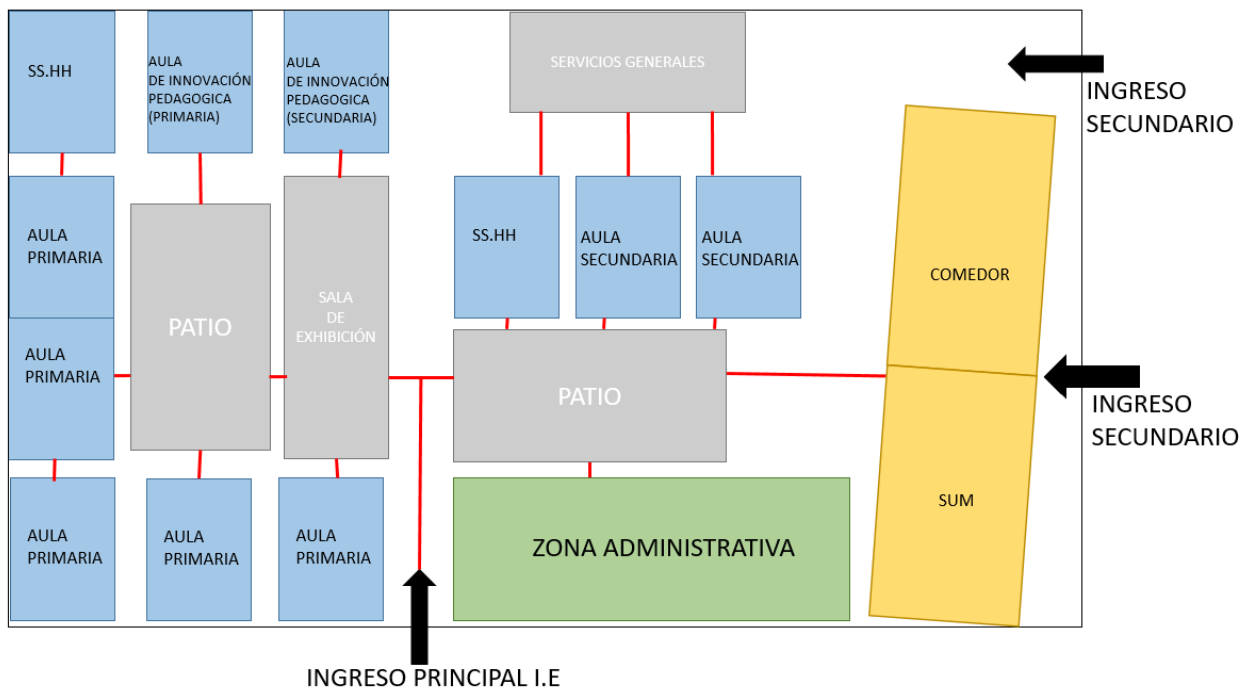 SS.HH
AULA
DE INNOVACIÓN
PEDAGOGICA
(PRIMARIA)
AULA
DE INNOVACIÓN
PEDAGOGICA
(SECUNDARIA)
SERVICIOS GENERALES
INGRESO
SECUNDARIO
AULA
PRIMARIA
PATIO
SALA
DE
EXHIBICIÓN
SS.HH
AULA
SECUNDARIA
AULA
SECUNDARIA
COMEDOR
AULA
PRIMARIA
PATIO
INGRESO
SECUNDARIO
AULA
PRIMARIA
AULA
PRIMARIA
AULA
PRIMARIA
ZONA ADMINISTRATIVA
SUM
INGRESO PRINCIPAL I.E